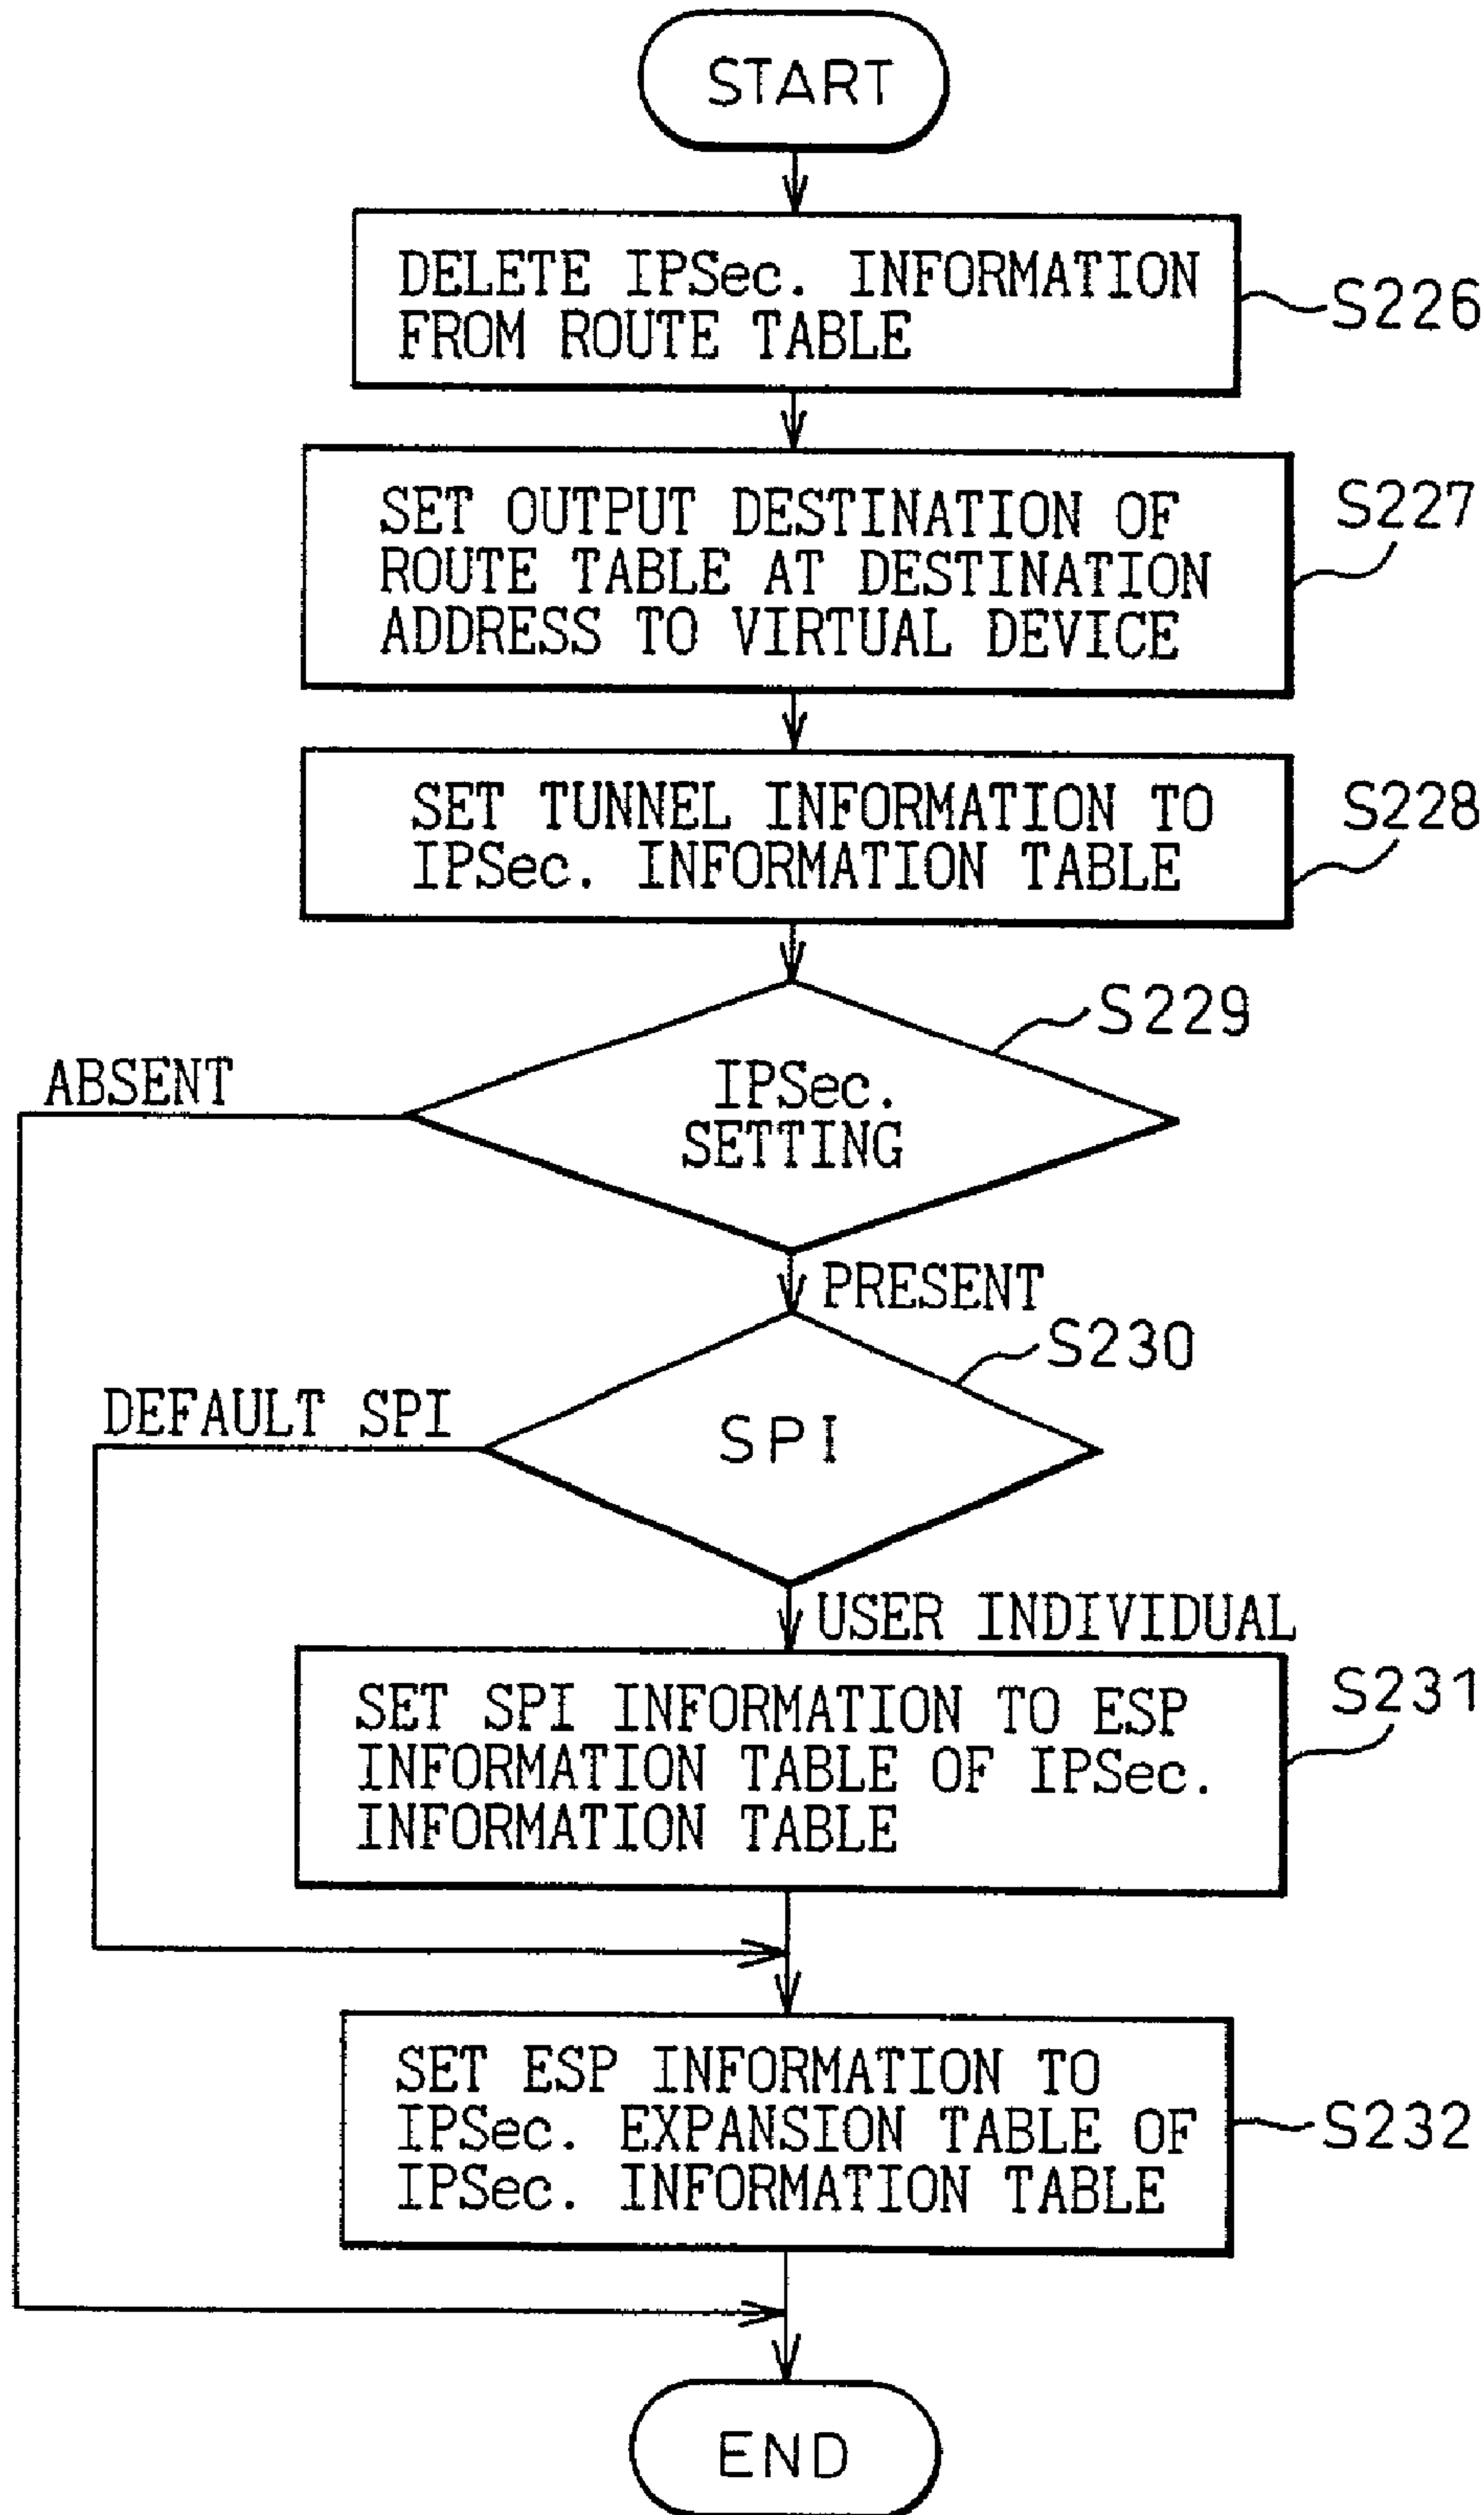 START
DELETE IPSec. INFORMATION
FROM ROUTE TABLE
S226
SET OUTPUT DESTINATION OF
ROUTE TABLE AT DESTINATION
ADDRESS TO VIRTUAL DEVICE
S227
SET TUNNEL INFORMATION TO
IPSec. INFORMATION TABLE
S228
S229
ABSENT
IPSec.
SETTING
PRESENT
S230
DEFAULT SPI
SPI
USER INDIVIDUAL
SET SPI INFORMATION TO ESP
INFORMATION TABLE OF IPSec.
INFORMATION TABLE
S231
SET ESP INFORMATION TO
IPSec. EXPANSION TABLE OF
IPSec. INFORMATION TABLE
S232
END